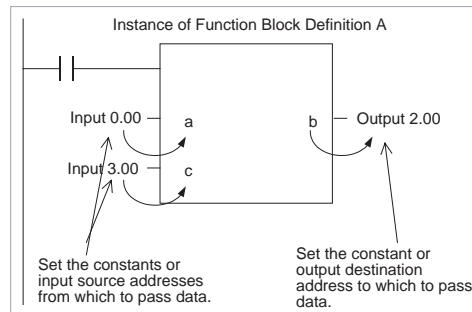 Instance of Function Block Definition A
Input 0.00 a b Output 2.00
Input 3.00 c
Set the constants or
input source addresses
from which to pass data.
Set the constant or
output destination
address to which to pass
data.